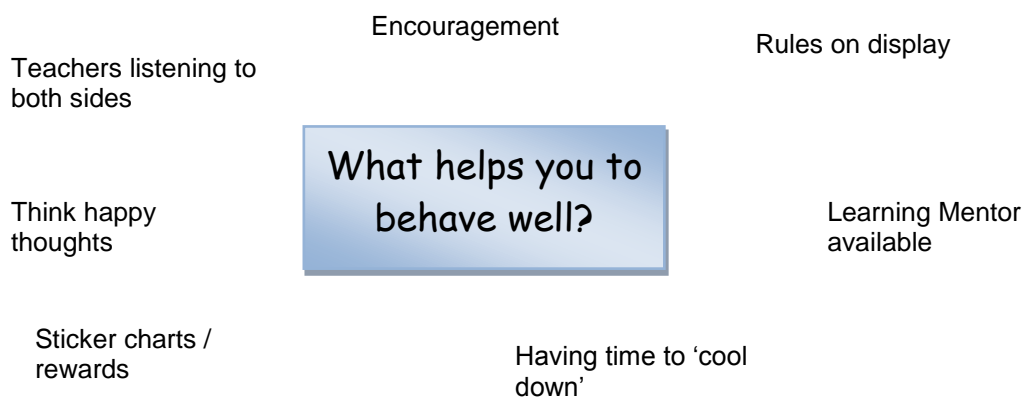 Encouragement
Rules on display
Teachers listening to
both sides
What helps you to
behave well?
Think happy
thoughts
Learning Mentor
available
Sticker charts /
rewards
Having time to ‘cool
down’